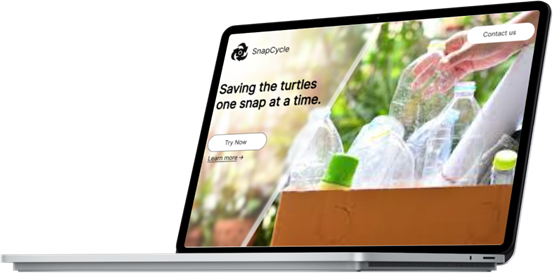 SnapCycle
Contact us
Saving the turtles
one snap at a time.
Try Now
Learn more →